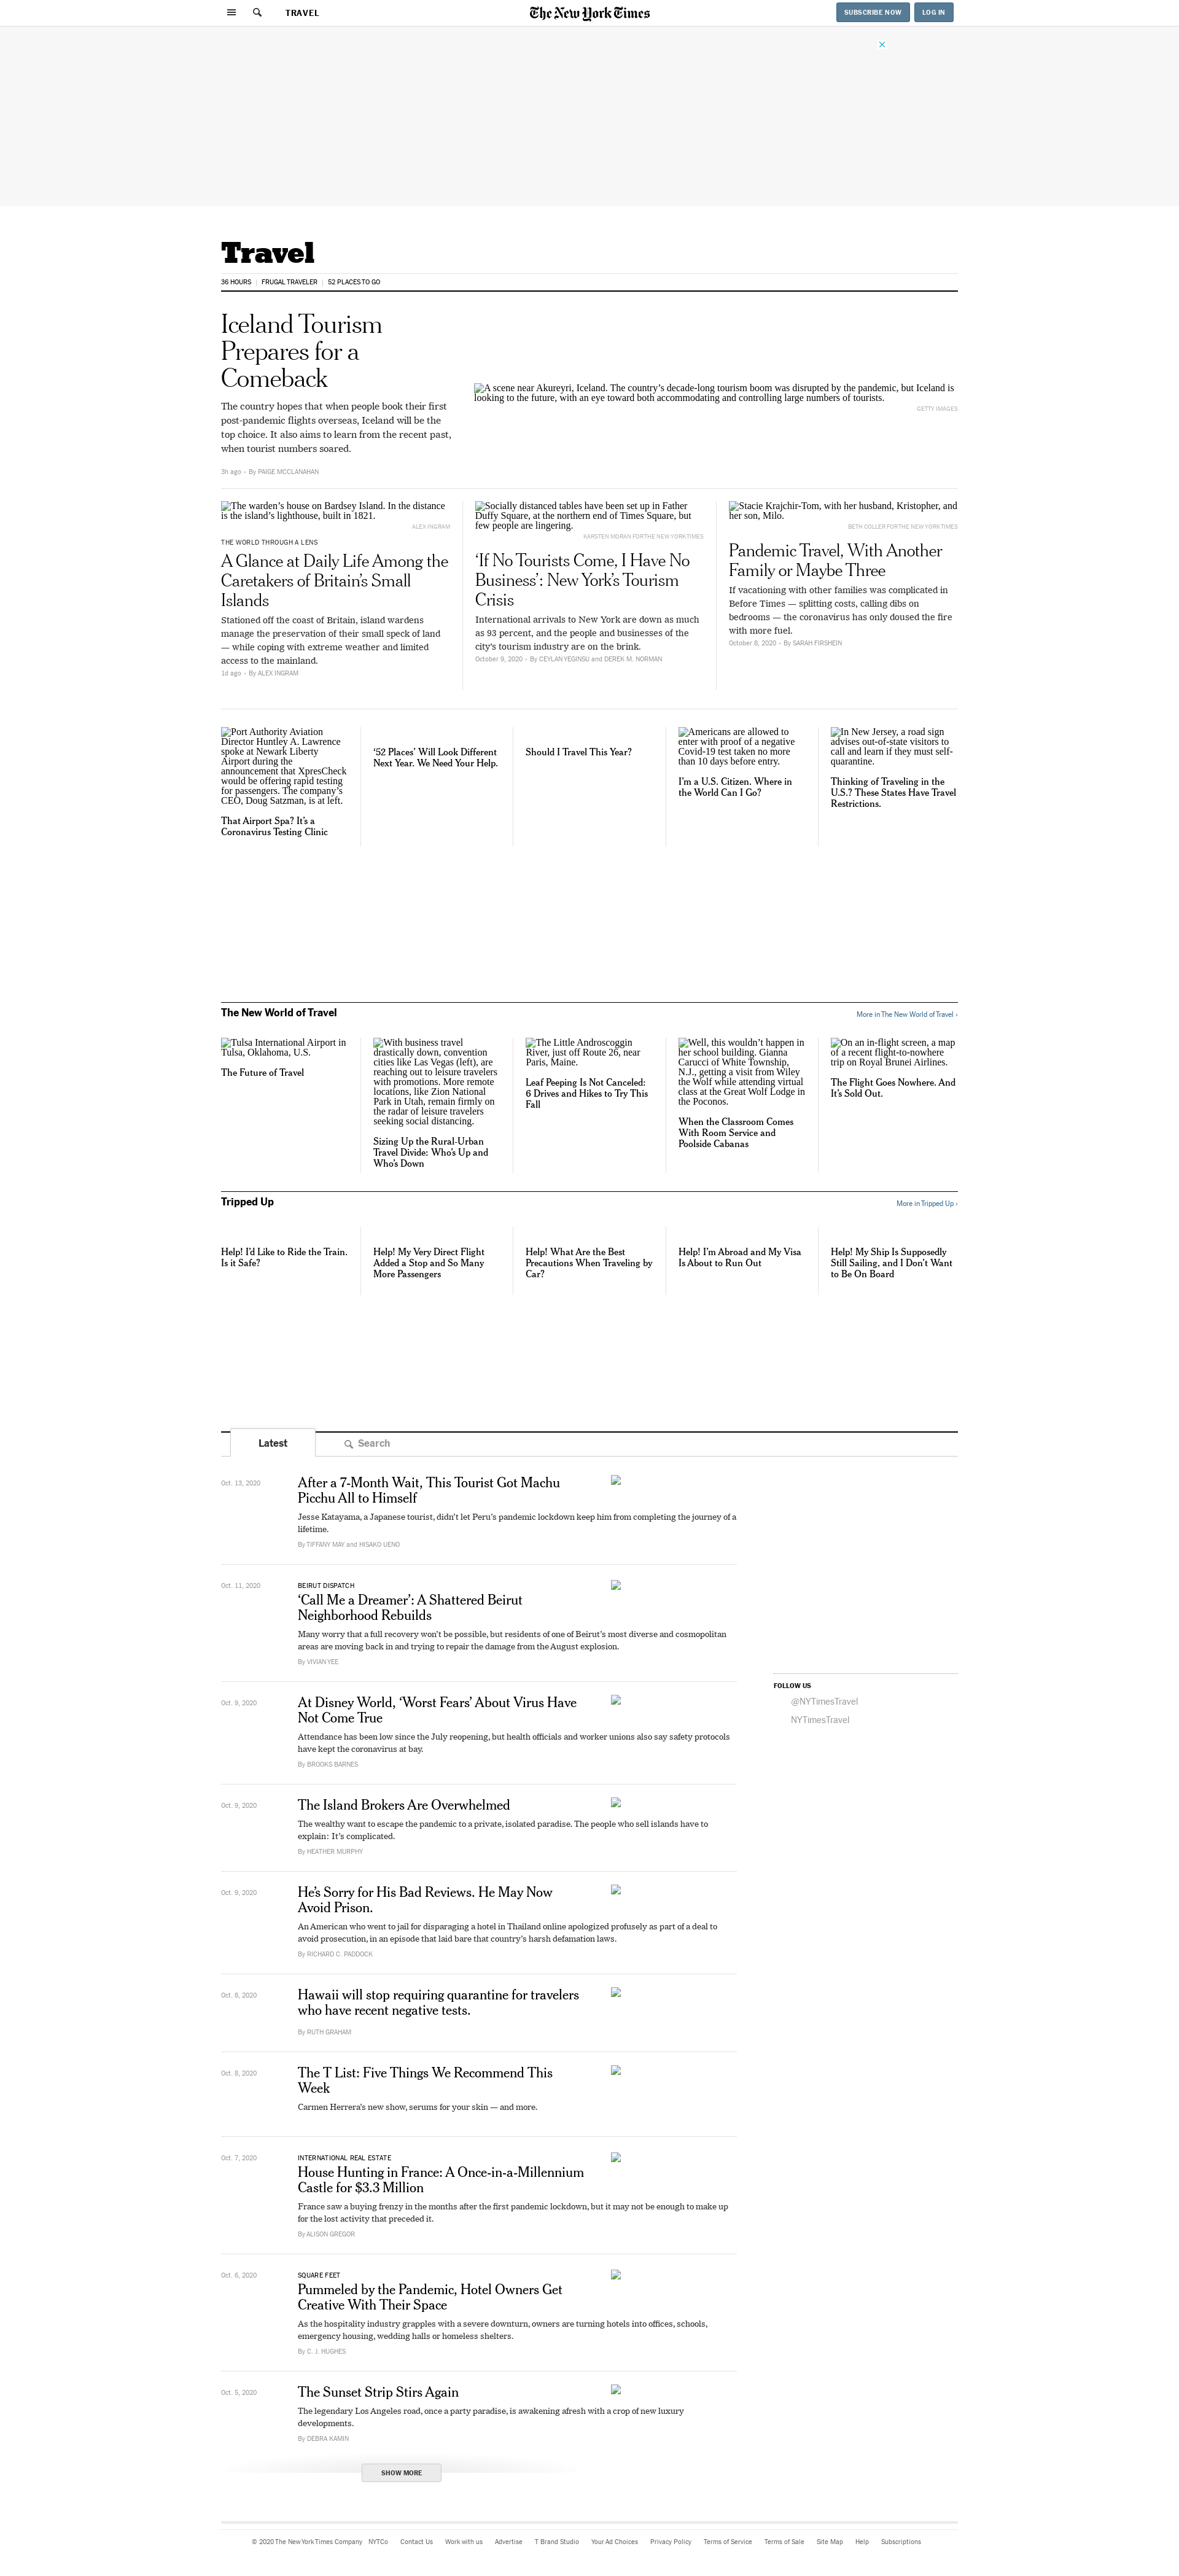 TRAVEL
The New York Times
SUBSCRIBE NOW
LOG IN
Travel
36 HOURS
FRUGAL TRAVELER
52 PLACES TO GO
Iceland Tourism
Prepares for a
Comeback
The country hopes that when people book their first
post-pandemic flights overseas, Iceland will be the
top choice. It also aims to learn from the recent past,
when tourist numbers soared.
3h ago - By PAIGE MCCLANAHAN
A scene near Akureyri, Iceland. The country’s decade-long tourism boom was disrupted by the pandemic, but Iceland is
looking to the future, with an eye toward both accommodating and controlling large numbers of tourists.
GETTY IMAGES
The warden’s house on Bardsey Island. In the distance
is the island’s lighthouse, built in 1821.
ALEX INGRAM
THE WORLD THROUGH A LENS
A Glance at Daily Life Among the
Caretakers of Britain’s Small
Islands
Stationed off the coast of Britain, island wardens
manage the preservation of their small speck of land
— while coping with extreme weather and limited
access to the mainland.
1d ago - By ALEX INGRAM
Socially distanced tables have been set up in Father
Duffy Square, at the northern end of Times Square, but
few people are lingering.
KARSTEN MORAN FOR THE NEW YORK TIMES
‘If No Tourists Come, I Have No
Business’: New York’s Tourism
Crisis
International arrivals to New York are down as much
as 93 percent, and the people and businesses of the
city’s tourism industry are on the brink.
October 9, 2020 - By CEYLAN YEGINSU and DEREK M. NORMAN
Stacie Krajchir-Tom, with her husband, Kristopher, and
her son, Milo.
BETH COLLER FOR THE NEW YORK TIMES
Pandemic Travel, With Another
Family or Maybe Three
If vacationing with other families was complicated in
Before Times — splitting costs, calling dibs on
bedrooms — the coronavirus has only doused the fire
with more fuel.
October 8, 2020 - By SARAH FIRSHEIN
Port Authority Aviation
Director Huntley A. Lawrence
spoke at Newark Liberty
Airport during the
announcement that XpresCheck
would be offering rapid testing
for passengers. The company’s
CEO, Doug Satzman, is at left.
That Airport Spa? It’s a
Coronavirus Testing Clinic
‘52 Places’ Will Look Different
Next Year. We Need Your Help.
Should I Travel This Year?
Americans are allowed to
enter with proof of a negative
Covid-19 test taken no more
than 10 days before entry.
I’m a U.S. Citizen. Where in
the World Can I Go?
In New Jersey, a road sign
advises out-of-state visitors to
call and learn if they must self-
quarantine.
Thinking of Traveling in the
U.S.? These States Have Travel
Restrictions.
The New World of Travel
More in The New World of Travel ›
Tulsa International Airport in
Tulsa, Oklahoma, U.S.
The Future of Travel
With business travel
drastically down, convention
cities like Las Vegas (left), are
reaching out to leisure travelers
with promotions. More remote
locations, like Zion National
Park in Utah, remain firmly on
the radar of leisure travelers
seeking social distancing.
Sizing Up the Rural-Urban
Travel Divide: Who’s Up and
Who’s Down
The Little Androscoggin
River, just off Route 26, near
Paris, Maine.
Leaf Peeping Is Not Canceled:
6 Drives and Hikes to Try This
Fall
Well, this wouldn’t happen in
her school building. Gianna
Carucci of White Township,
N.J., getting a visit from Wiley
the Wolf while attending virtual
class at the Great Wolf Lodge in
the Poconos.
When the Classroom Comes
With Room Service and
Poolside Cabanas
On an in-flight screen, a map
of a recent flight-to-nowhere
trip on Royal Brunei Airlines.
The Flight Goes Nowhere. And
It’s Sold Out.
Tripped Up
More in Tripped Up ›
Help! I’d Like to Ride the Train.
Is it Safe?
Help! My Very Direct Flight
Added a Stop and So Many
More Passengers
Help! What Are the Best
Precautions When Traveling by
Car?
Help! I’m Abroad and My Visa
Is About to Run Out
Help! My Ship Is Supposedly
Still Sailing, and I Don’t Want
to Be On Board
Latest
Search
Oct. 13, 2020
After a 7-Month Wait, This Tourist Got Machu
Picchu All to Himself
Jesse Katayama, a Japanese tourist, didn’t let Peru’s pandemic lockdown keep him from completing the journey of a
lifetime.
By TIFFANY MAY and HISAKO UENO
Oct. 11, 2020
BEIRUT DISPATCH
‘Call Me a Dreamer’: A Shattered Beirut
Neighborhood Rebuilds
Many worry that a full recovery won’t be possible, but residents of one of Beirut’s most diverse and cosmopolitan
areas are moving back in and trying to repair the damage from the August explosion.
By VIVIAN YEE
Oct. 9, 2020
At Disney World, ‘Worst Fears’ About Virus Have
Not Come True
Attendance has been low since the July reopening, but health officials and worker unions also say safety protocols
have kept the coronavirus at bay.
By BROOKS BARNES
FOLLOW US
@NYTimesTravel
NYTimesTravel
Oct. 9, 2020
The Island Brokers Are Overwhelmed
The wealthy want to escape the pandemic to a private, isolated paradise. The people who sell islands have to
explain: It’s complicated.
By HEATHER MURPHY
Oct. 9, 2020
He’s Sorry for His Bad Reviews. He May Now
Avoid Prison.
An American who went to jail for disparaging a hotel in Thailand online apologized profusely as part of a deal to
avoid prosecution, in an episode that laid bare that country’s harsh defamation laws.
By RICHARD C. PADDOCK
Oct. 8, 2020
Hawaii will stop requiring quarantine for travelers
who have recent negative tests.
By RUTH GRAHAM
Oct. 8, 2020
The T List: Five Things We Recommend This
Week
Carmen Herrera’s new show, serums for your skin — and more.
Oct. 7, 2020
INTERNATIONAL REAL ESTATE
House Hunting in France: A Once-in-a-Millennium
Castle for $3.3 Million
France saw a buying frenzy in the months after the first pandemic lockdown, but it may not be enough to make up
for the lost activity that preceded it.
By ALISON GREGOR
Oct. 6, 2020
SQUARE FEET
Pummeled by the Pandemic, Hotel Owners Get
Creative With Their Space
As the hospitality industry grapples with a severe downturn, owners are turning hotels into offices, schools,
emergency housing, wedding halls or homeless shelters.
By C. J. HUGHES
Oct. 5, 2020
The Sunset Strip Stirs Again
The legendary Los Angeles road, once a party paradise, is awakening afresh with a crop of new luxury
developments.
By DEBRA KAMIN
SHOW MORE
© 2020 The New York Times Company NYTCo Contact Us Work with us Advertise T Brand Studio Your Ad Choices Privacy Policy Terms of Service Terms of Sale Site Map Help Subscriptions